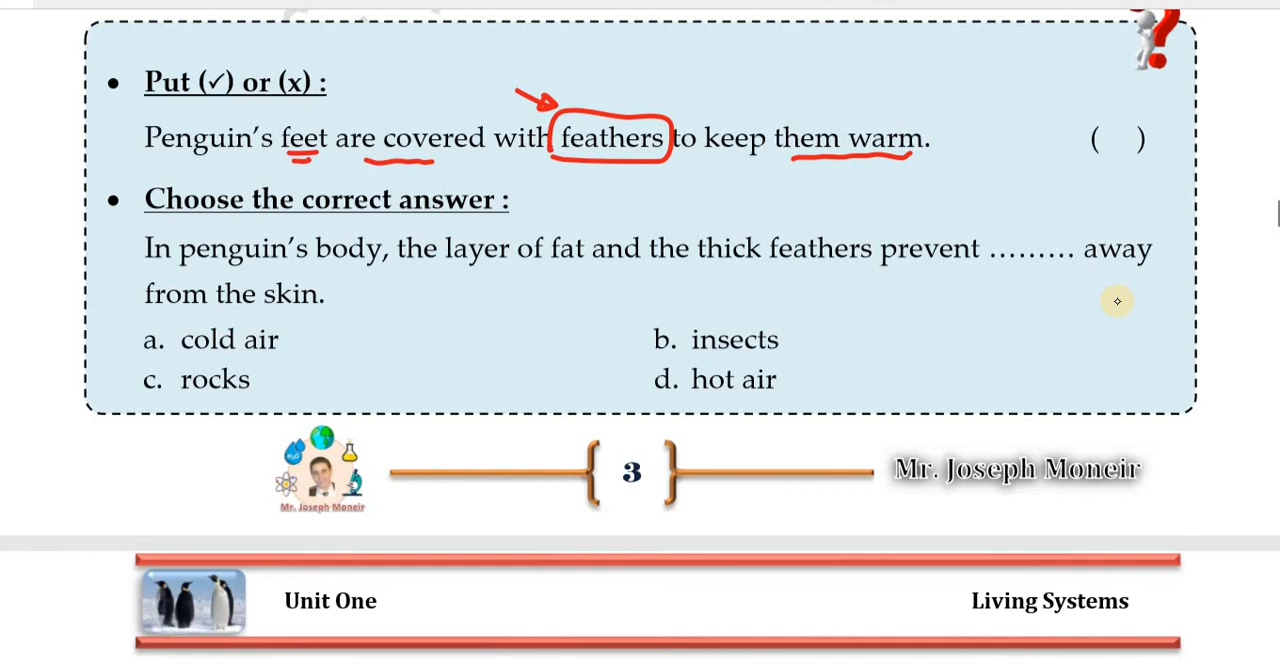 • Put (✓) or (x) :
Penguin’s feet are covered with feathers to keep them warm. ( )
• Choose the correct answer :
In penguin’s body, the layer of fat and the thick feathers prevent ......... away
from the skin.
a. cold air b. insects
c. rocks d. hot air
H₂O
Mr. Joseph Moneir
3
Mr. Joseph Moneir
Unit One Living Systems